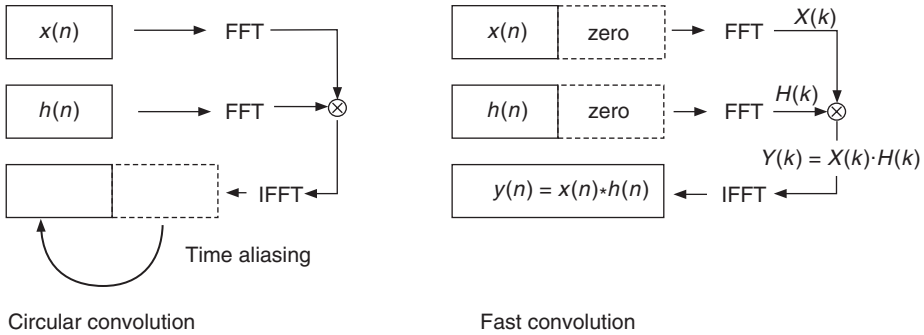 x(n) FFT
h(n) FFT
IFFT
Time aliasing
Circular convolution
x(n) zero FFT X(k)
h(n) zero FFT H(k)
Y(k) = X(k)·H(k)
y(n) = x(n)*h(n) IFFT
Fast convolution